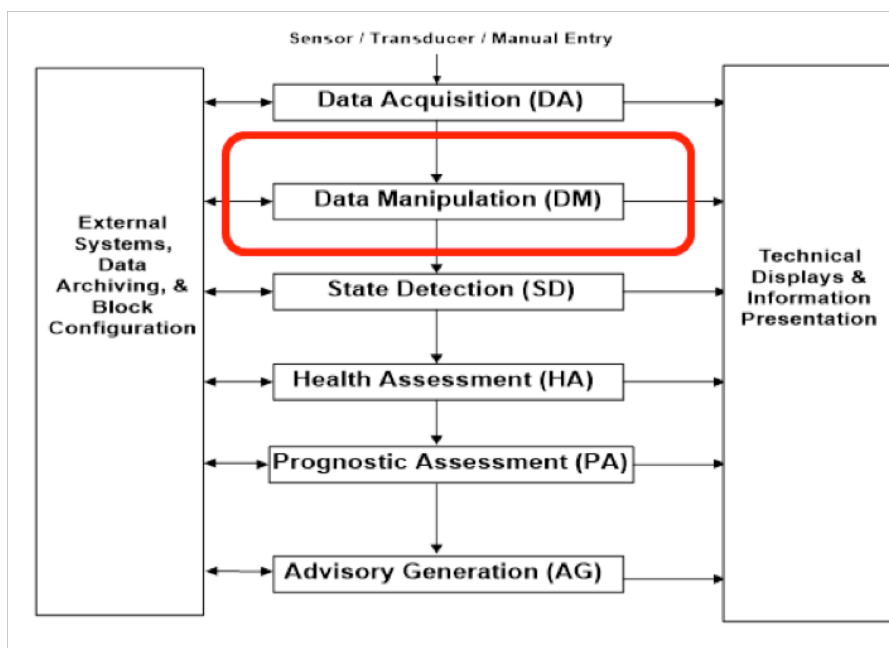 Sensor / Transducer / Manual Entry
Data Acquisition (DA)
Data Manipulation (DM)
State Detection (SD)
Health Assessment (HA)
Prognostic Assessment (PA)
Advisory Generation (AG)
External
Systems,
Data
Archiving, &
Block
Configuration
Technical
Displays &
Information
Presentation